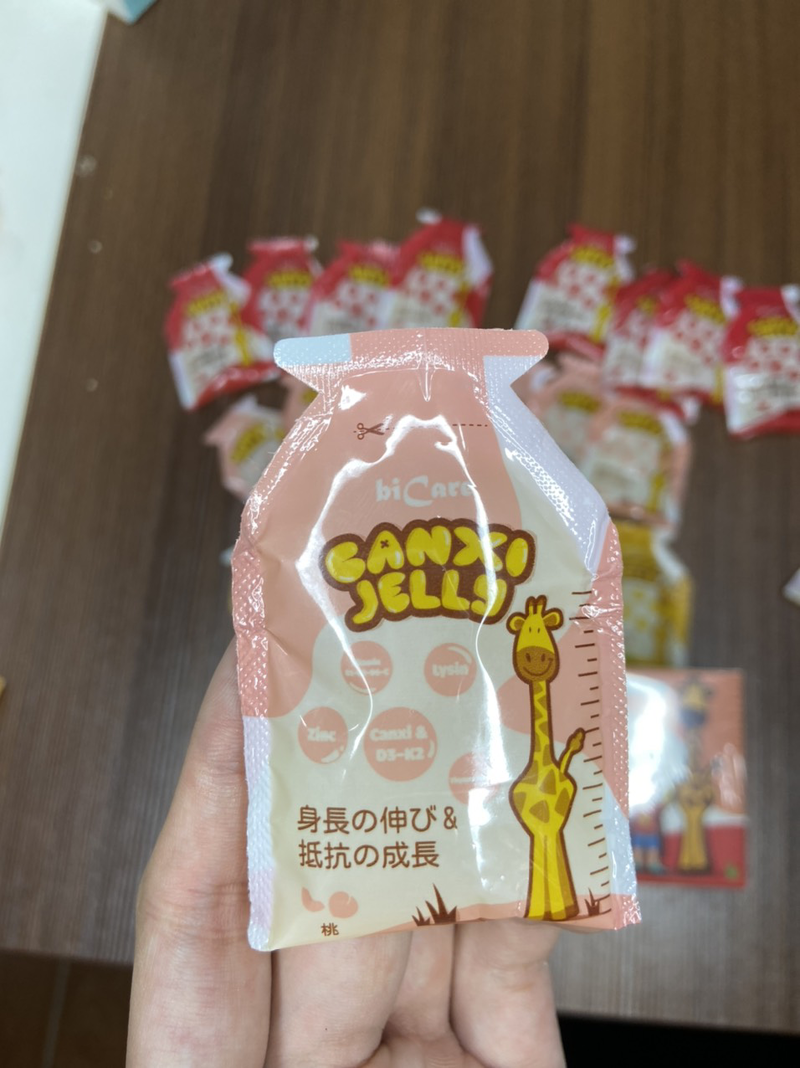 biCare
CANXI
JELLY
Lysin
Zinc
Canxi &
D3-K2
身長の伸び&
抵抗の成長
桃